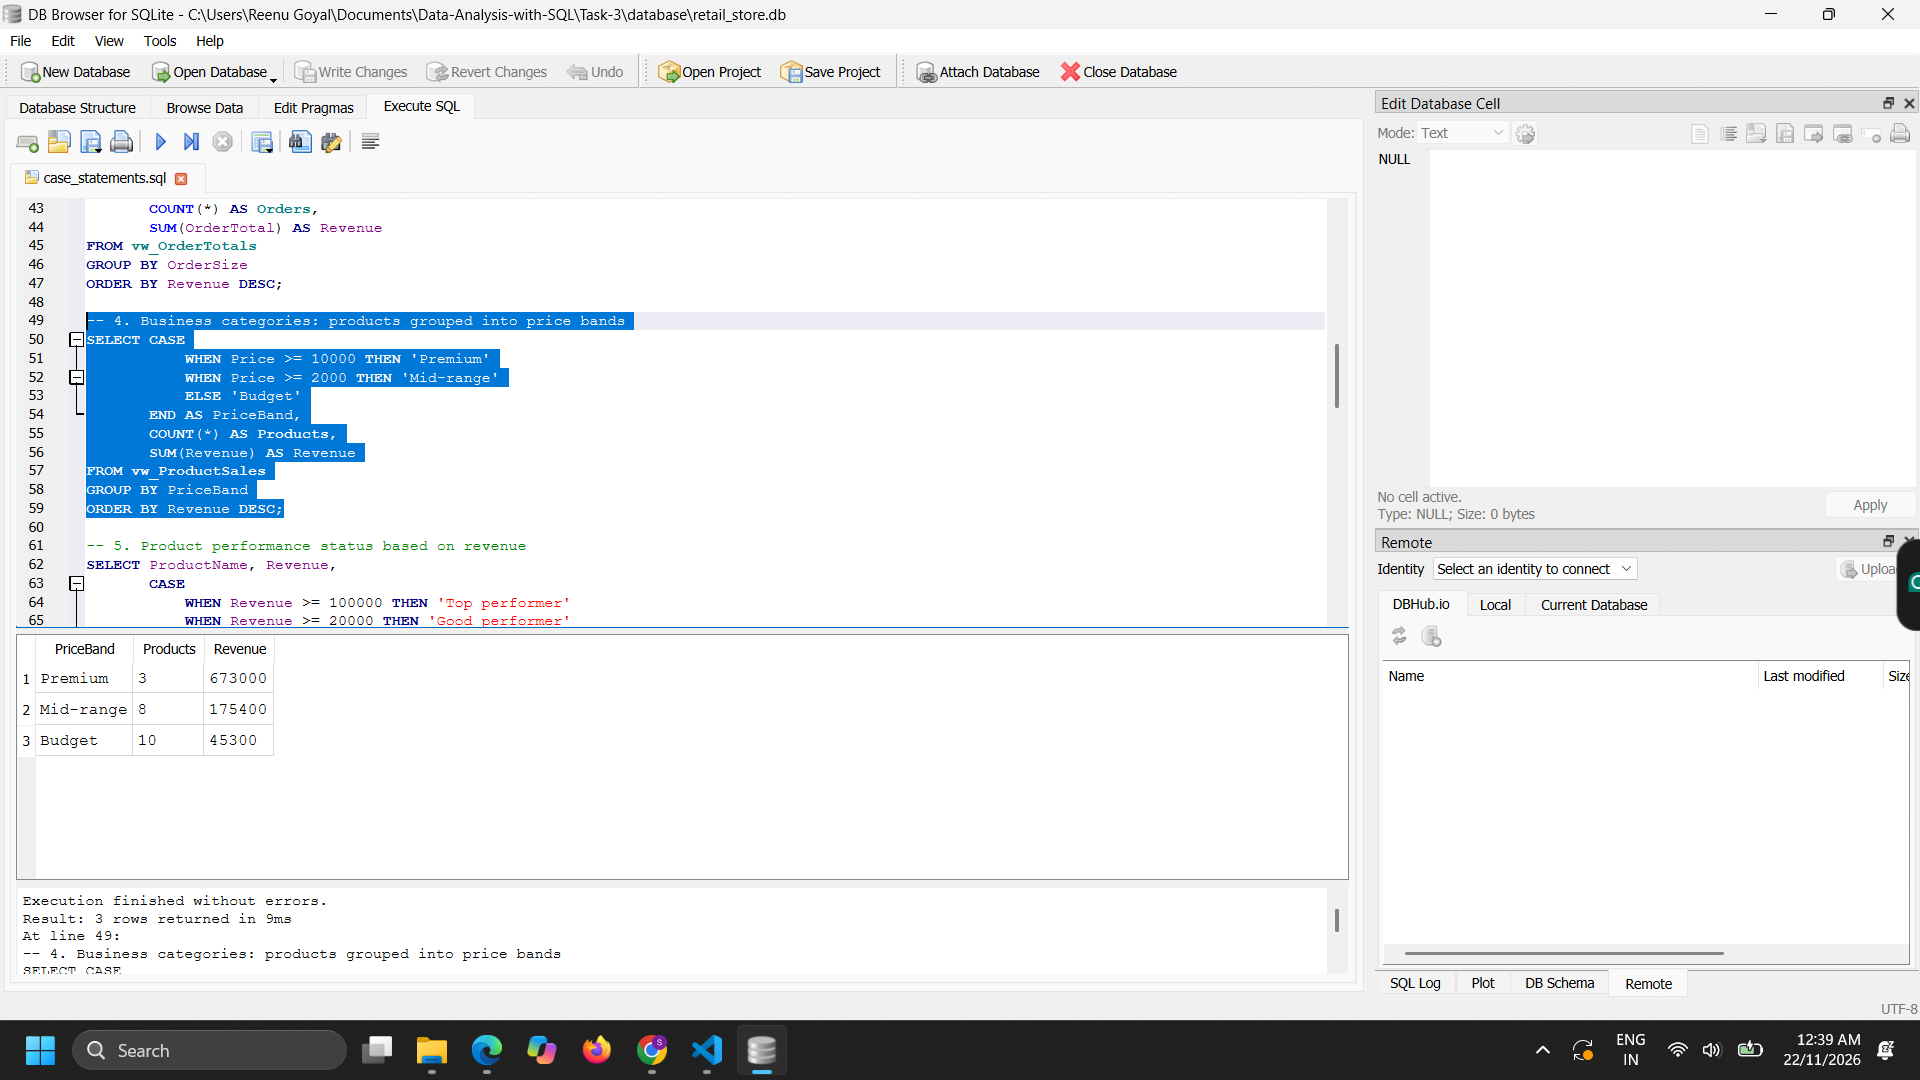 DB Browser for SQLite - C:\Users\Reenu Goyal\Documents\Data-Analysis-with-SQL\Task-3\database\retail_store.db
File Edit View Tools Help
New Database Open Database Write Changes Revert Changes Undo Open Project Save Project Attach Database Close Database
Database Structure Browse Data Edit Pragmas Execute SQL
case_statements.sql
43 COUNT(*) AS Orders,
44 SUM(OrderTotal) AS Revenue
45 FROM vw_OrderTotals
46 GROUP BY OrderSize
47 ORDER BY Revenue DESC;
48
49 -- 4. Business categories: products grouped into price bands
50 SELECT CASE
51 WHEN Price >= 10000 THEN 'Premium'
52 WHEN Price >= 2000 THEN 'Mid-range'
53 ELSE 'Budget'
54 END AS PriceBand,
55 COUNT(*) AS Products,
56 SUM(Revenue) AS Revenue
57 FROM vw_ProductSales
58 GROUP BY PriceBand
59 ORDER BY Revenue DESC;
60
61 -- 5. Product performance status based on revenue
62 SELECT ProductName, Revenue,
63 CASE
64 WHEN Revenue >= 100000 THEN 'Top performer'
65 WHEN Revenue >= 20000 THEN 'Good performer'
PriceBand Products Revenue
1 Premium 3 673000
2 Mid-range 8 175400
3 Budget 10 45300
Execution finished without errors.
Result: 3 rows returned in 9ms
At line 49:
-- 4. Business categories: products grouped into price bands
SELECT CASE
Edit Database Cell
Mode: Text
NULL
No cell active.
Type: NULL; Size: 0 bytes
Apply
Remote
Identity Select an identity to connect Uploa
DBHub.io Local Current Database
Name Last modified Size
SQL Log Plot DB Schema Remote
UTF-8
Search
ENG
IN
12:39 AM
22/11/2026